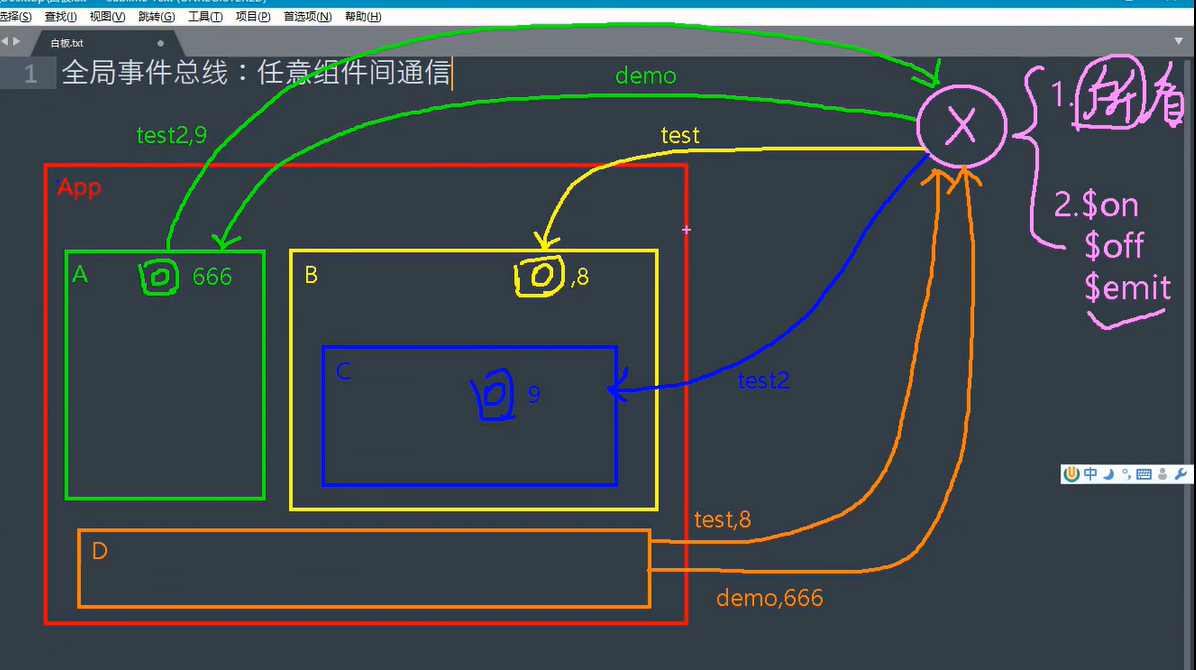 选择(S) 查找(I) 视图(V) 跳转(G) 工具(T) 项目(P) 首选项(N) 帮助(H)
白板.txt
1 全局事件总线：任意组件间通信
demo
test2,9
test
X
1.所有
App
2.$on
$off
$emit
A
666
B
,8
C
9
test2
中
test,8
D
demo,666